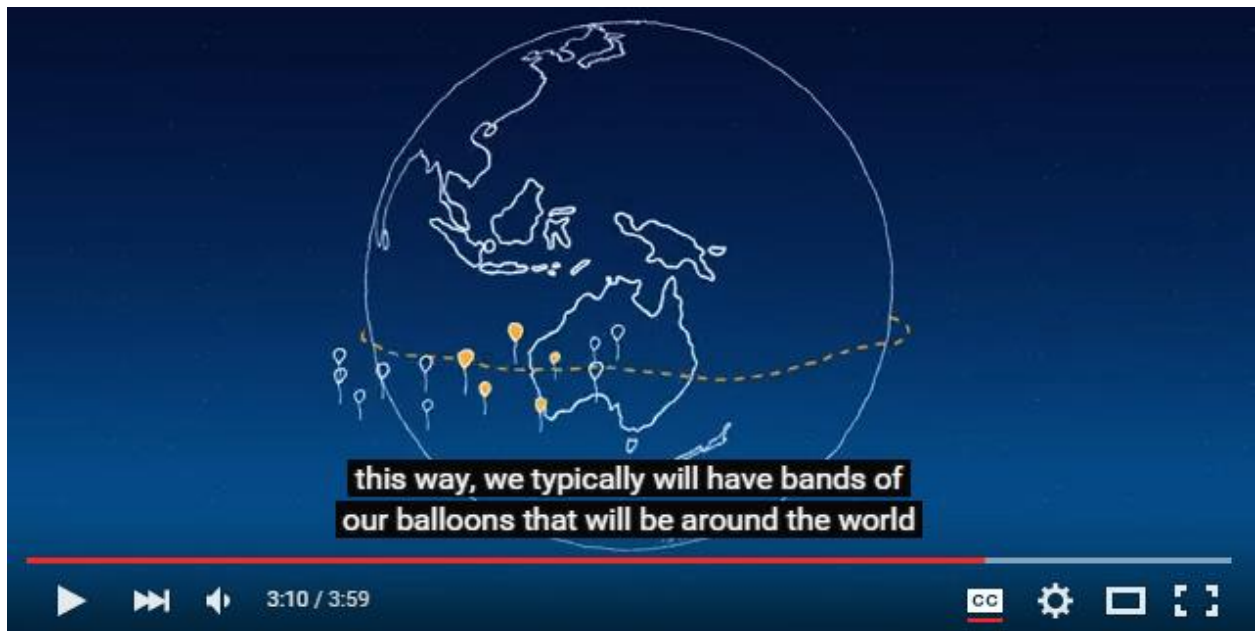 this way, we typically will have bands of
our balloons that will be around the world
3:10 / 3:59
CC